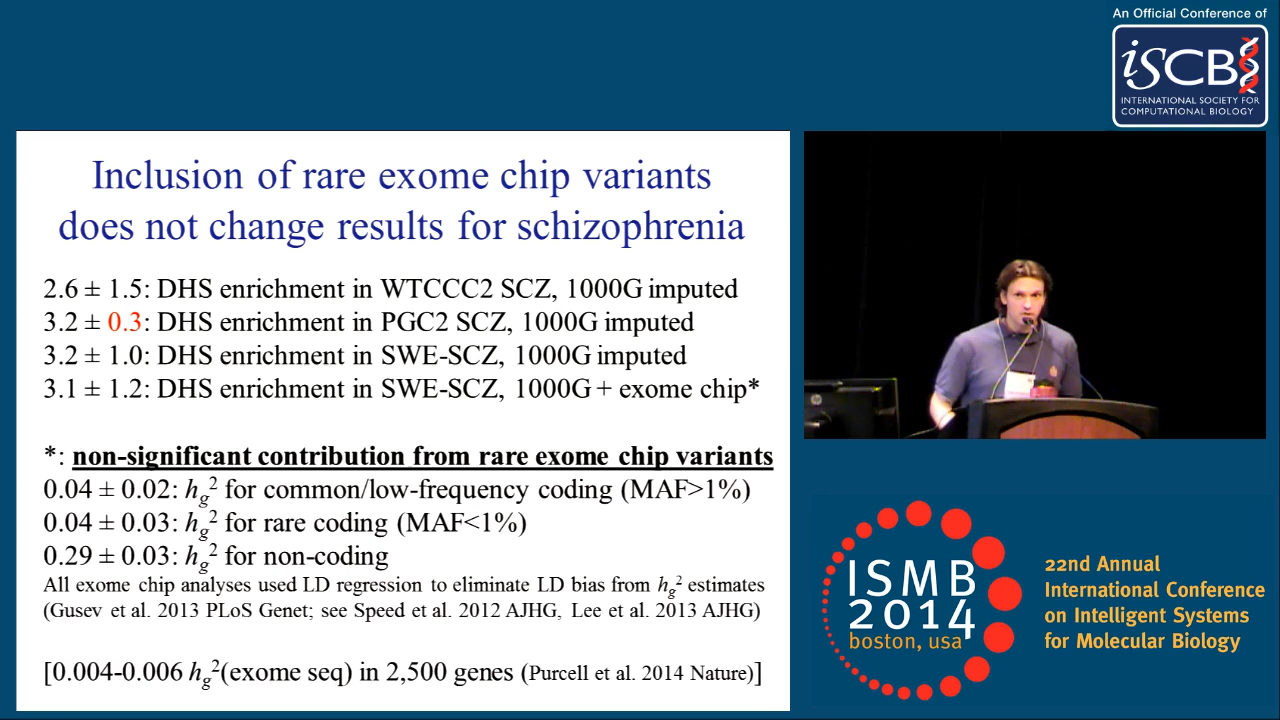 An Official Conference of
iSCB
INTERNATIONAL SOCIETY FOR
COMPUTATIONAL BIOLOGY
Inclusion of rare exome chip variants
does not change results for schizophrenia
2.6 ± 1.5: DHS enrichment in WTCCC2 SCZ, 1000G imputed
3.2 ± 0.3: DHS enrichment in PGC2 SCZ, 1000G imputed
3.2 ± 1.0: DHS enrichment in SWE-SCZ, 1000G imputed
3.1 ± 1.2: DHS enrichment in SWE-SCZ, 1000G + exome chip*
*: non-significant contribution from rare exome chip variants
0.04 ± 0.02: hg² for common/low-frequency coding (MAF>1%)
0.04 ± 0.03: hg² for rare coding (MAF<1%)
0.29 ± 0.03: hg² for non-coding
All exome chip analyses used LD regression to eliminate LD bias from hg² estimates
(Gusev et al. 2013 PLoS Genet; see Speed et al. 2012 AJHG, Lee et al. 2013 AJHG)
[0.004-0.006 hg²(exome seq) in 2,500 genes (Purcell et al. 2014 Nature)]
hp
ISMB
2014
boston, usa
22nd Annual
International Conference
on Intelligent Systems
for Molecular Biology